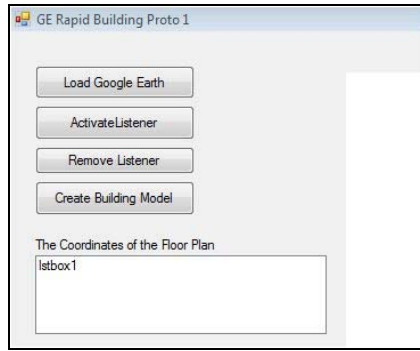 GE Rapid Building Proto 1
Load Google Earth
ActivateListener
Remove Listener
Create Building Model
The Coordinates of the Floor Plan
lstbox1